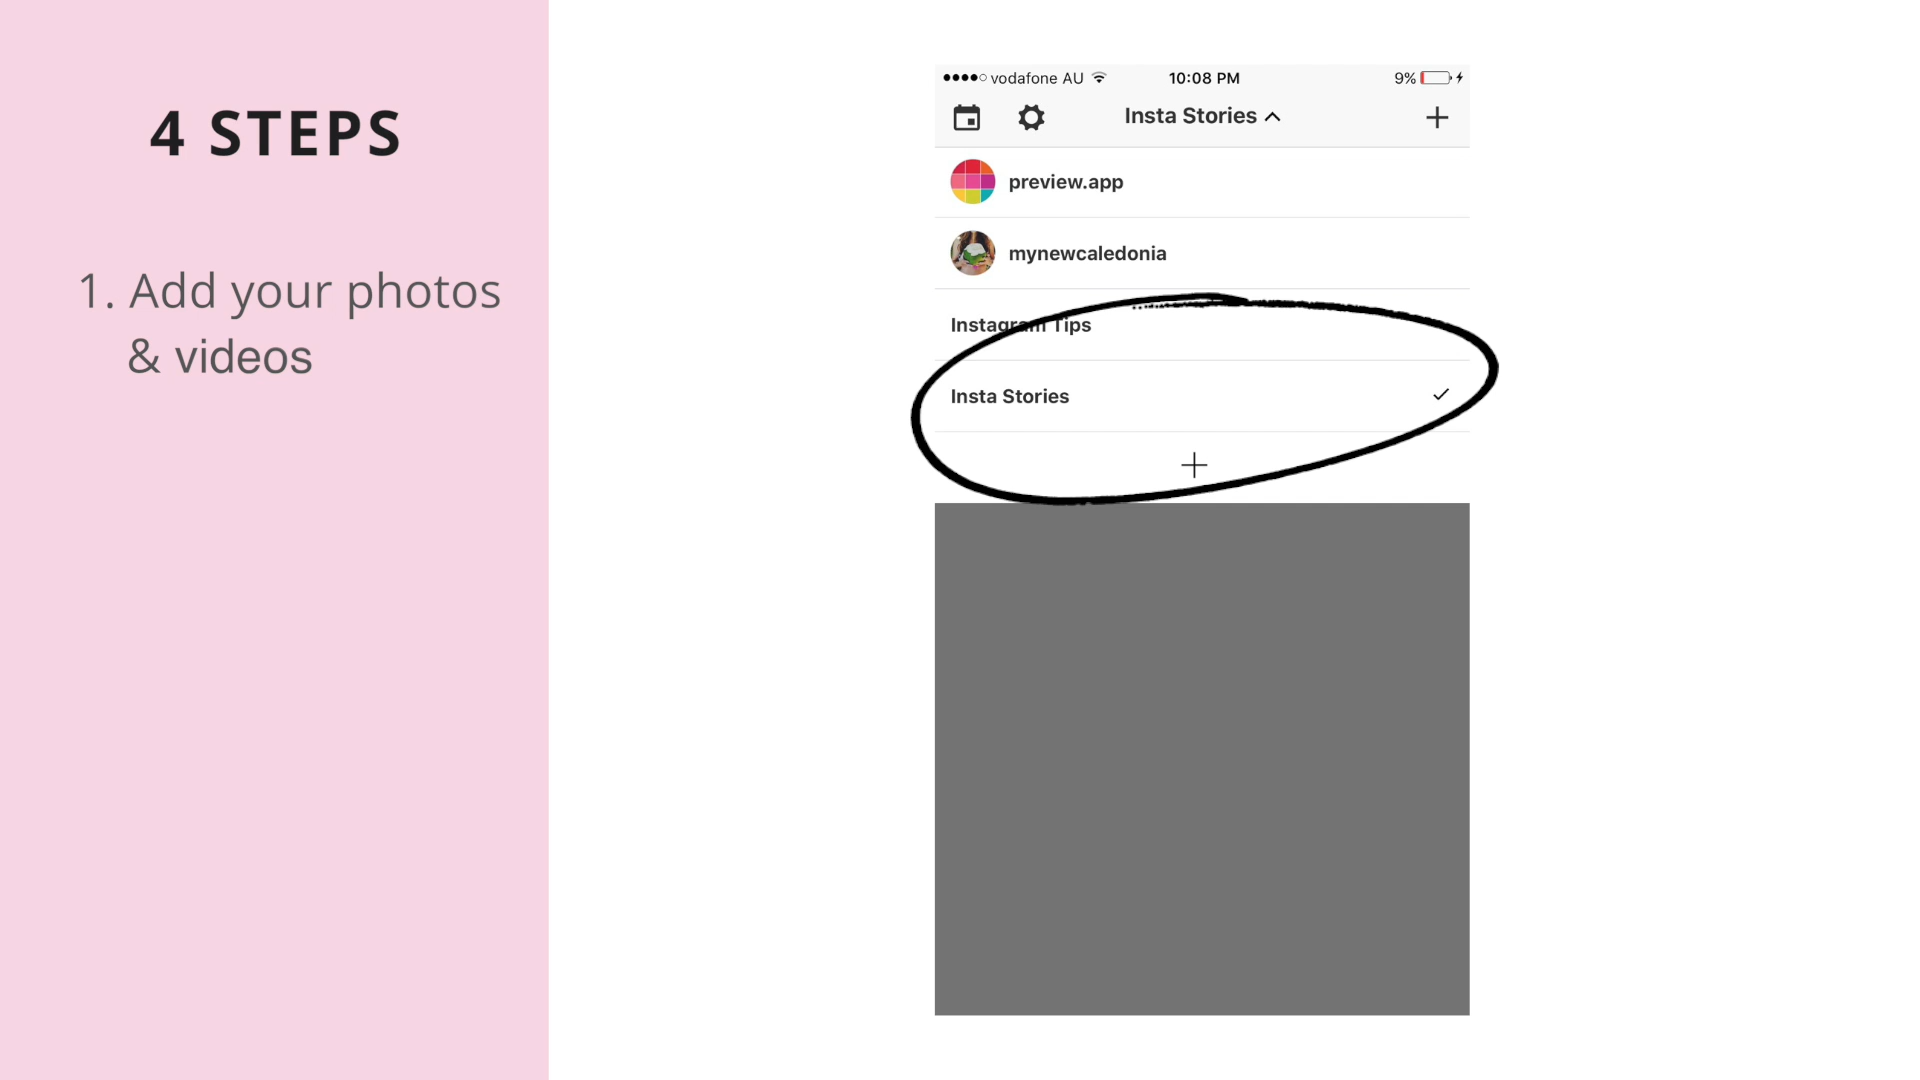 4 STEPS
1. Add your photos
& videos
vodafone AU
10:08 PM
9%
Insta Stories
preview.app
mynewcaledonia
Instagram Tips
Insta Stories